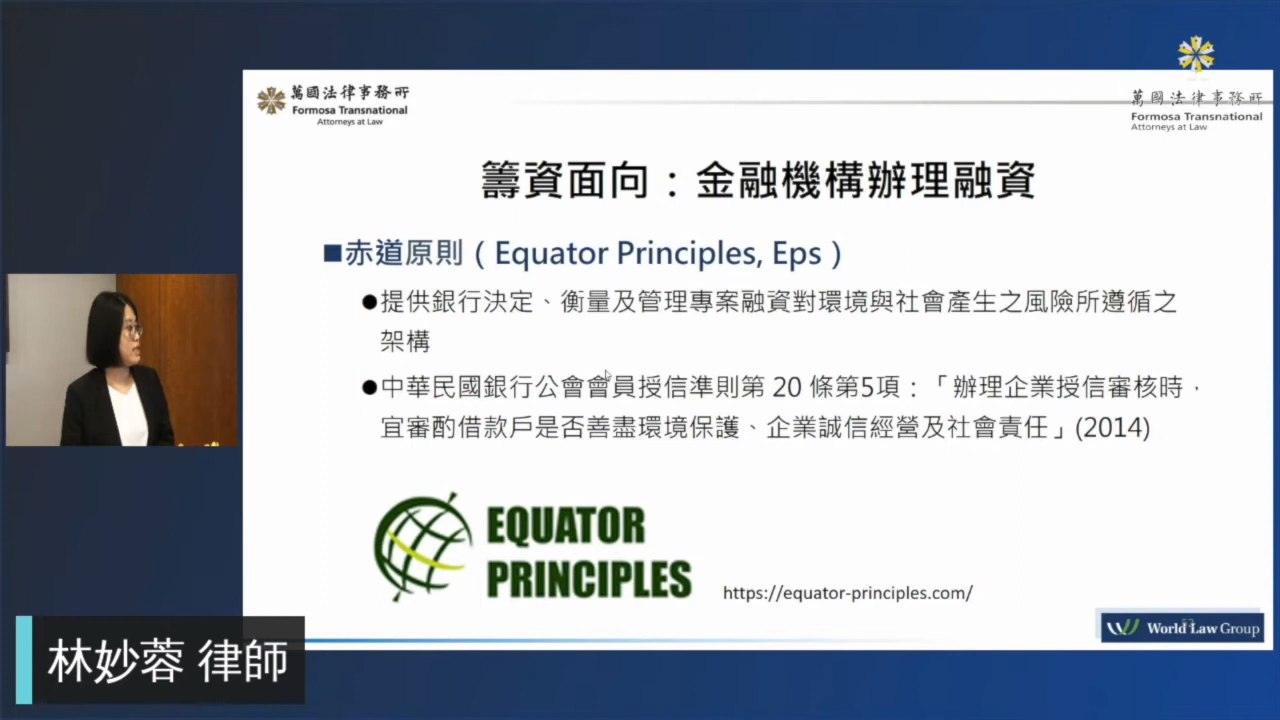 萬國法律事務所
Formosa Transnational
Attorneys at Law
萬國法律事務所
Formosa Transnational
Attorneys at Law
籌資面向：金融機構辦理融資
■赤道原則（Equator Principles, Eps）
●提供銀行決定、衡量及管理專案融資對環境與社會產生之風險所遵循之
架構
●中華民國銀行公會會員授信準則第 20 條第5項：「辦理企業授信審核時，
宜審酌借款戶是否善盡環境保護、企業誠信經營及社會責任」(2014)
EQUATOR
PRINCIPLES
https://equator-principles.com/
World Law Group
林妙蓉 律師